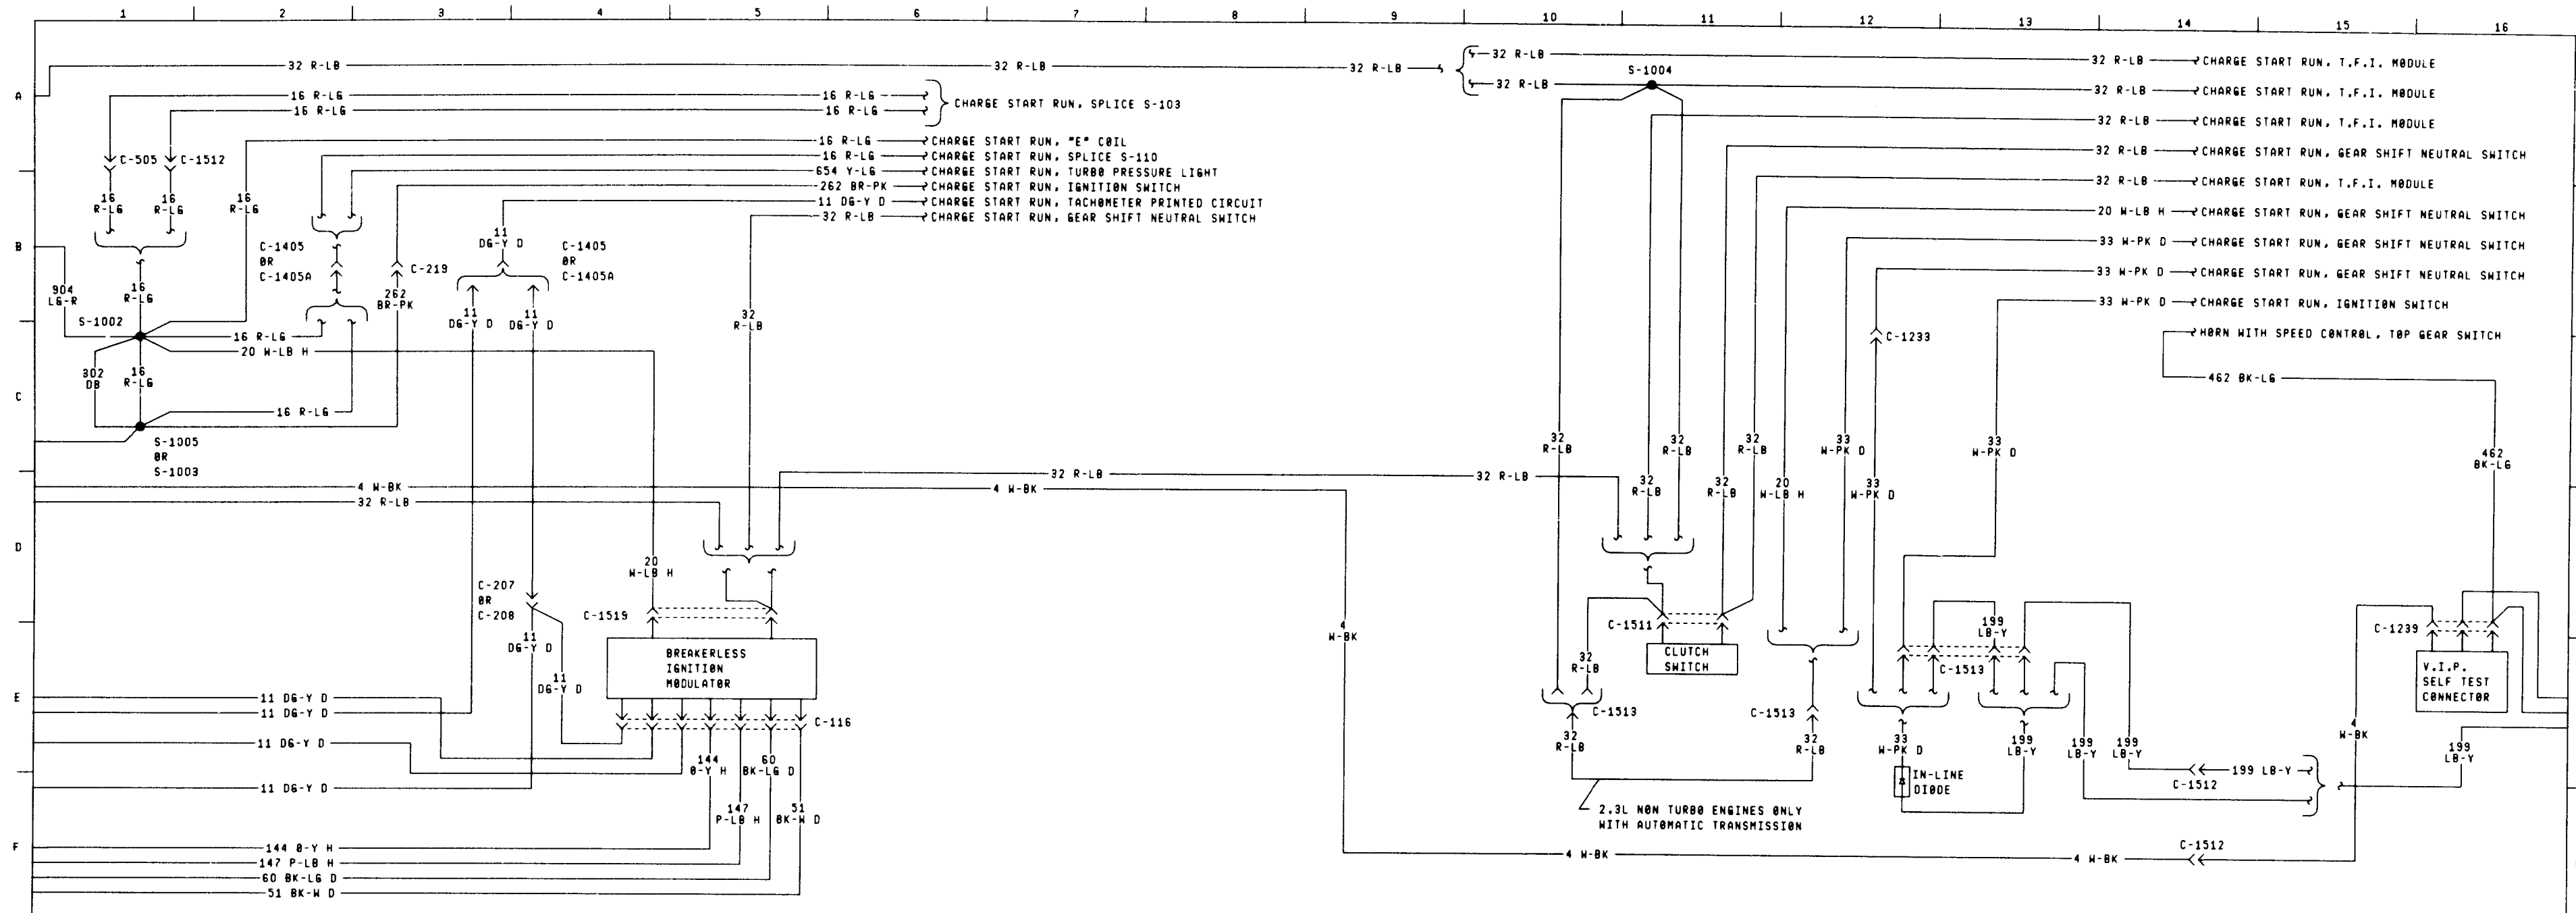 1 2 3 4 5 6 7 8 9 10 11 12 13 14 15 16
A
B
C
D
E
F
32 R-LB
32 R-LB
32 R-LB
16 R-LG
16 R-LG
16 R-LG
16 R-LG
CHARGE START RUN, SPLICE S-103
16 R-LG
CHARGE START RUN, "E" COIL
16 R-LG
CHARGE START RUN, SPLICE S-110
654 Y-LG
CHARGE START RUN, TURBO PRESSURE LIGHT
262 BR-PK
CHARGE START RUN, IGNITION SWITCH
11 DG-Y D
CHARGE START RUN, TACHOMETER PRINTED CIRCUIT
32 R-LB
CHARGE START RUN, GEAR SHIFT NEUTRAL SWITCH
C-505
C-1512
16
R-LG
16
R-LG
16
R-LG
C-1405
OR
C-1405A
C-219
11
DG-Y D
C-1405
OR
C-1405A
904
LG-R
16
R-LG
262
BR-PK
S-1002
16 R-LG
20 W-LB H
11
DG-Y D
11
DG-Y D
32
R-LB
302
DB
16
R-LG
16 R-LG
S-1005
OR
S-1003
4 W-BK
4 W-BK
32 R-LB
32 R-LB
32 R-LB
20
W-LB H
C-207
OR
C-208
C-1519
11
DG-Y D
11
DG-Y D
BREAKERLESS
IGNITION
MODULATOR
C-116
11 DG-Y D
11 DG-Y D
11 DG-Y D
11 DG-Y D
144
O-Y H
60
BK-LG D
147
P-LB H
51
BK-W D
144 O-Y H
147 P-LB H
60 BK-LG D
51 BK-W D
32 R-LB
32 R-LB
CHARGE START RUN, T.F.I. MODULE
S-1004
32 R-LB
32 R-LB
CHARGE START RUN, T.F.I. MODULE
32 R-LB
CHARGE START RUN, T.F.I. MODULE
32 R-LB
CHARGE START RUN, GEAR SHIFT NEUTRAL SWITCH
32 R-LB
CHARGE START RUN, T.F.I. MODULE
20 W-LB H
CHARGE START RUN, GEAR SHIFT NEUTRAL SWITCH
33 W-PK D
CHARGE START RUN, GEAR SHIFT NEUTRAL SWITCH
33 W-PK D
CHARGE START RUN, GEAR SHIFT NEUTRAL SWITCH
33 W-PK D
CHARGE START RUN, IGNITION SWITCH
HORN WITH SPEED CONTROL, TOP GEAR SWITCH
C-1233
462 BK-LG
32
R-LB
32
R-LB
32
R-LB
33
W-PK D
33
W-PK D
462
BK-LG
32
R-LB
32
R-LB
20
W-LB H
33
W-PK D
C-1511
CLUTCH
SWITCH
32
R-LB
4
W-BK
199
LB-Y
C-1513
C-1239
V.I.P.
SELF TEST
CONNECTOR
C-1513
C-1513
32
R-LB
32
R-LB
33
W-PK D
199
LB-Y
199
LB-Y
199
LB-Y
4
W-BK
199
LB-Y
IN-LINE
DIODE
199 LB-Y
C-1512
2.3L NON TURBO ENGINES ONLY
WITH AUTOMATIC TRANSMISSION
4 W-BK
4 W-BK
C-1512